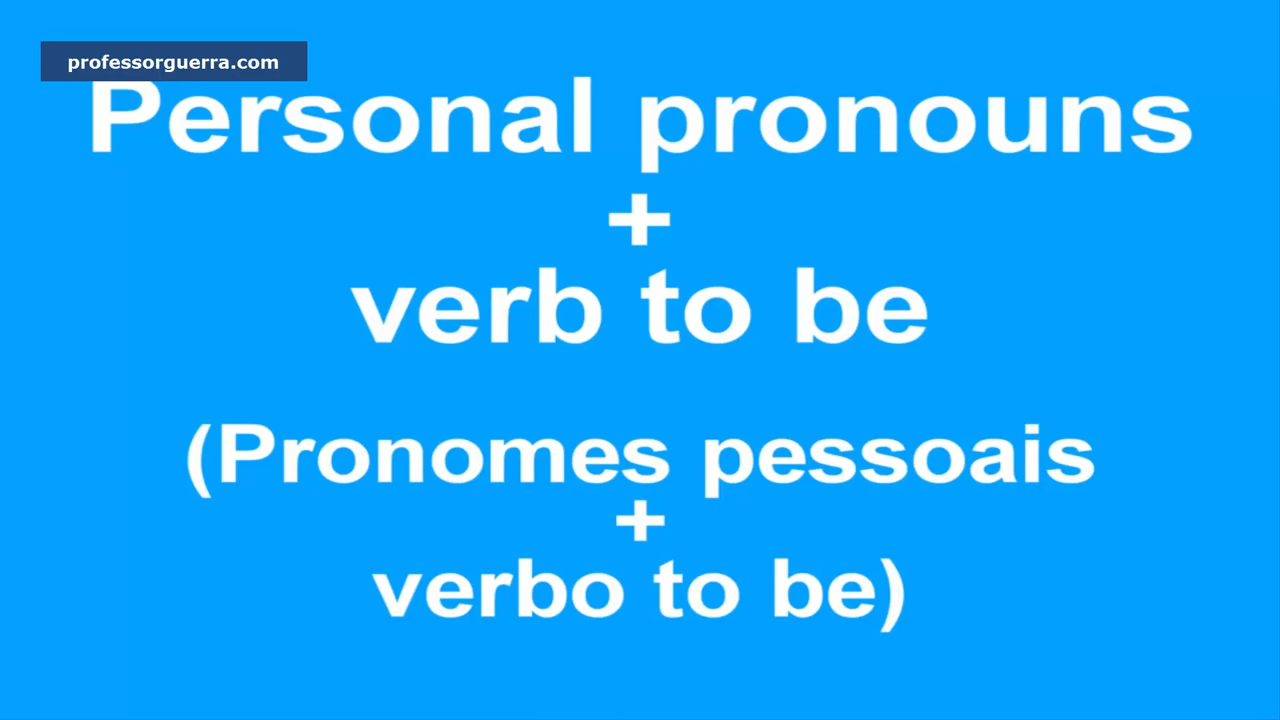 professorguerra.com
Personal pronouns
+
verb to be
(Pronomes pessoais
+
verbo to be)